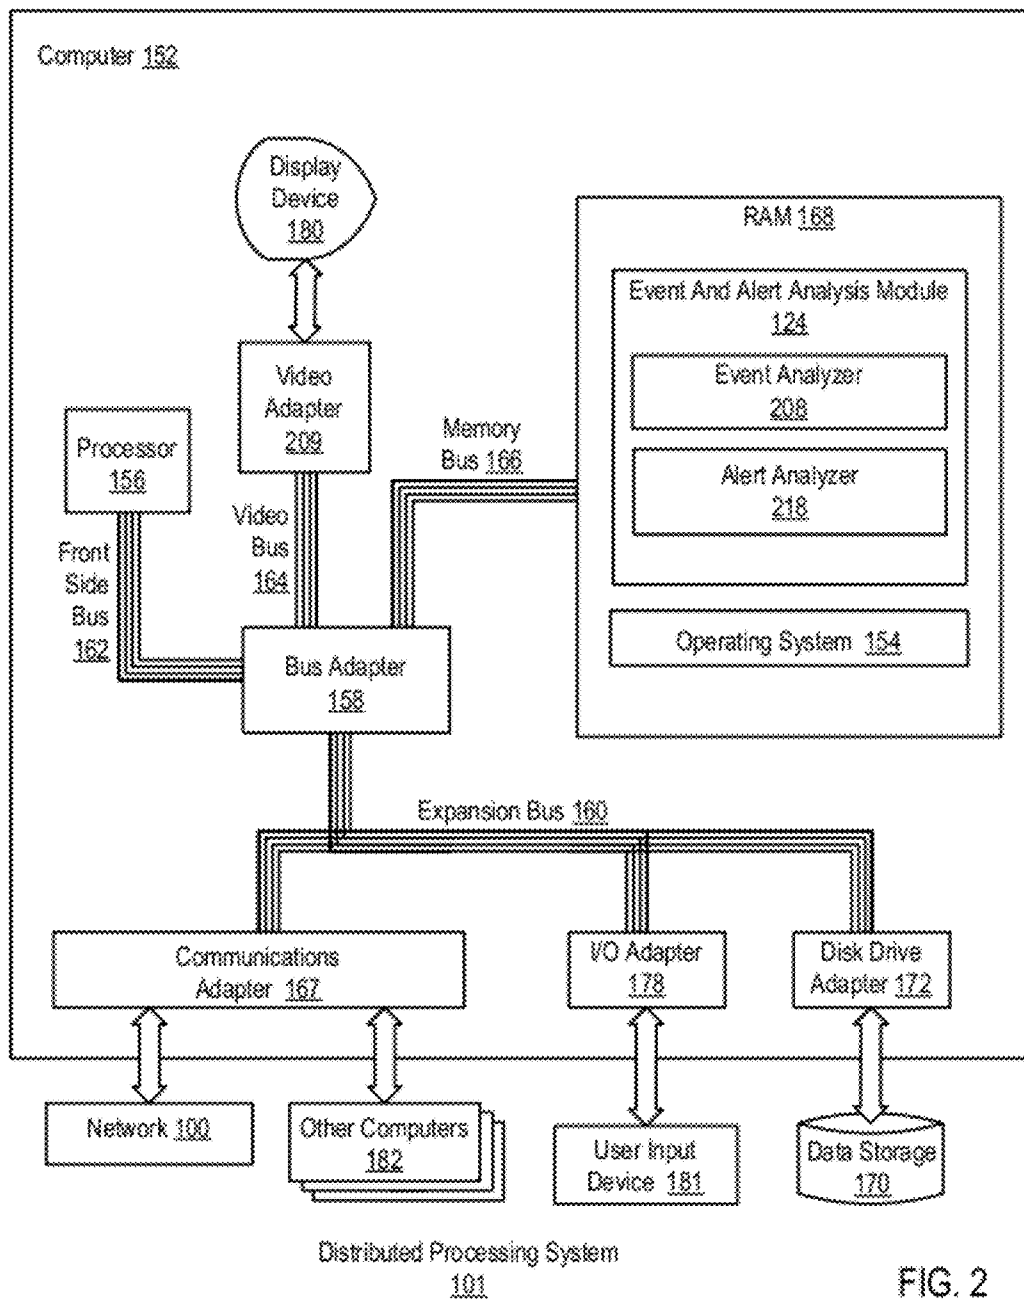 Computer 152
Display
Device
180
RAM 168
Event And Alert Analysis Module
124
Event Analyzer
208
Alert Analyzer
218
Operating System 154
Video
Adapter
209
Processor
156
Memory
Bus 166
Video
Bus
164
Front
Side
Bus
162
Bus Adapter
158
Expansion Bus 160
Communications
Adapter 167
I/O Adapter
178
Disk Drive
Adapter 172
Network 100
Other Computers
182
User Input
Device 181
Data Storage
170
Distributed Processing System
101
FIG. 2